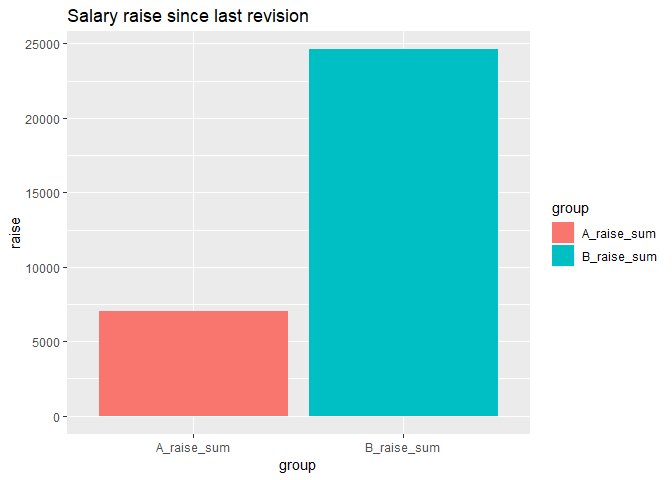 Salary raise since last revision
25000
20000
15000
10000
5000
0
raise
A_raise_sum
B_raise_sum
group
group
A_raise_sum
B_raise_sum